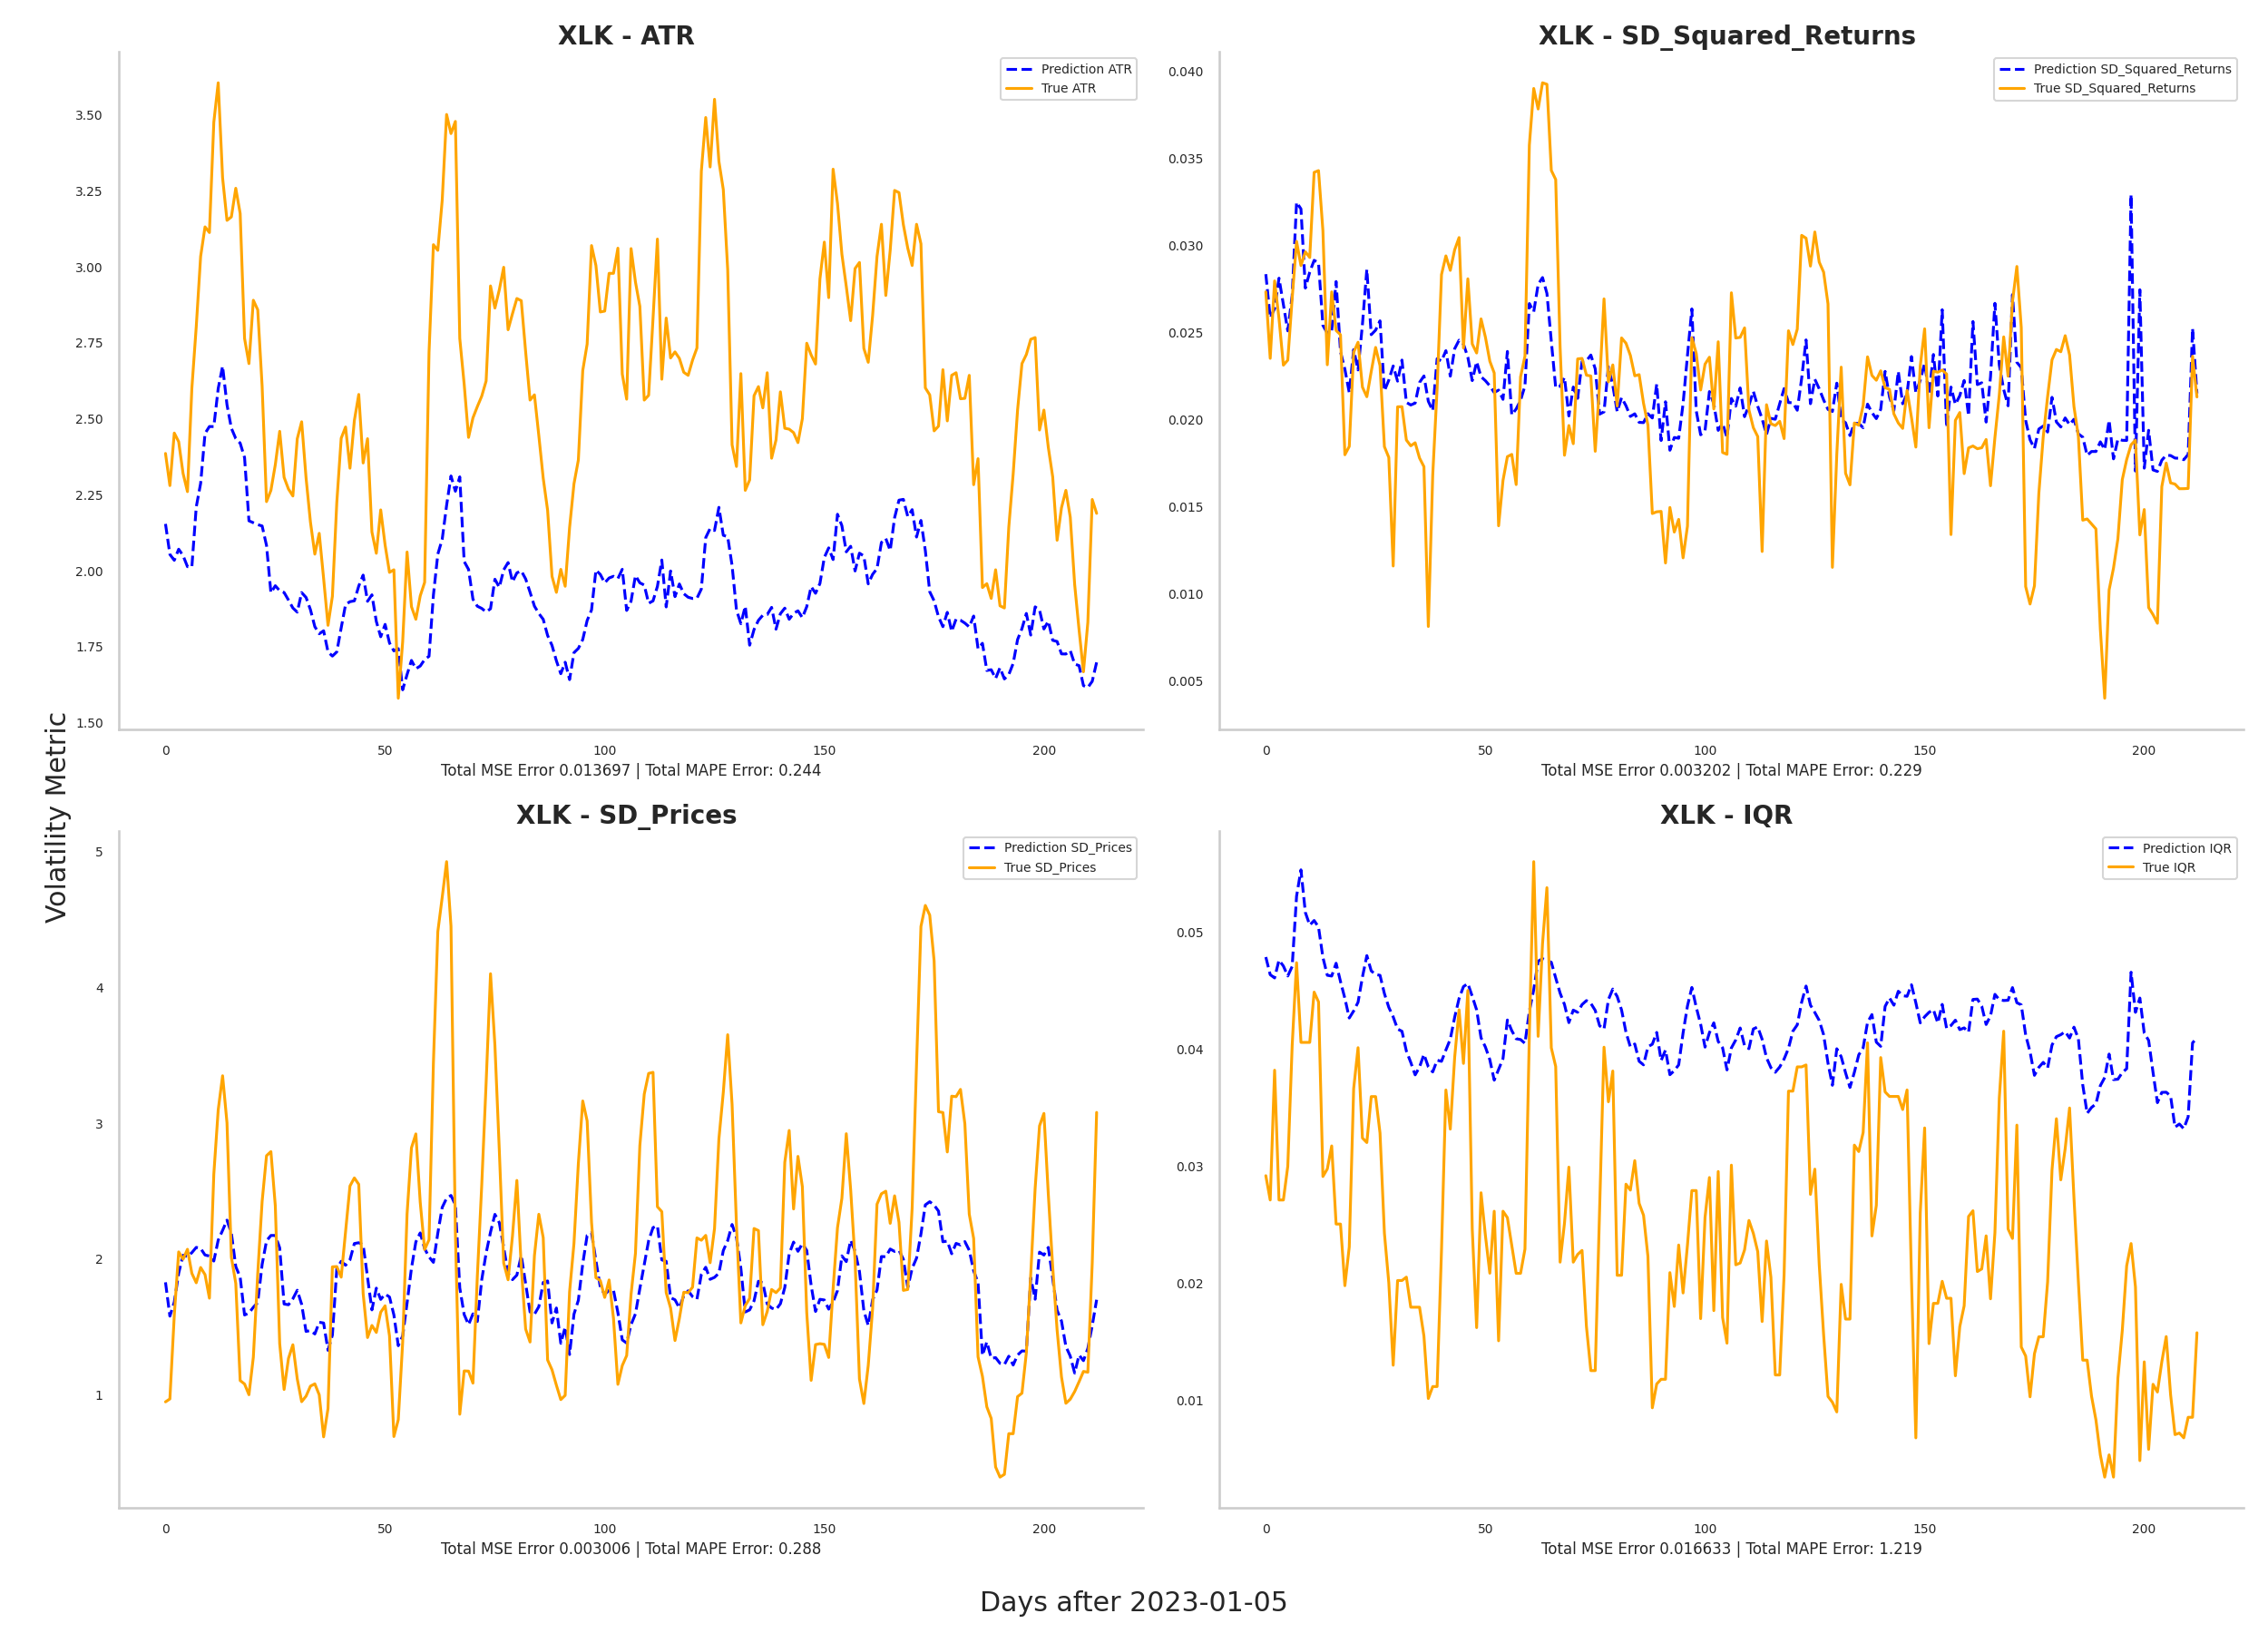 XLK - ATR
Prediction ATR
True ATR
3.50
3.25
3.00
2.75
2.50
2.25
2.00
1.75
1.50
0 50 100 150 200
Total MSE Error 0.013697 | Total MAPE Error: 0.244
XLK - SD_Squared_Returns
Prediction SD_Squared_Returns
True SD_Squared_Returns
0.040
0.035
0.030
0.025
0.020
0.015
0.010
0.005
0 50 100 150 200
Total MSE Error 0.003202 | Total MAPE Error: 0.229
Volatility Metric
XLK - SD_Prices
Prediction SD_Prices
True SD_Prices
5
4
3
2
1
0 50 100 150 200
Total MSE Error 0.003006 | Total MAPE Error: 0.288
XLK - IQR
Prediction IQR
True IQR
0.05
0.04
0.03
0.02
0.01
0 50 100 150 200
Total MSE Error 0.016633 | Total MAPE Error: 1.219
Days after 2023-01-05